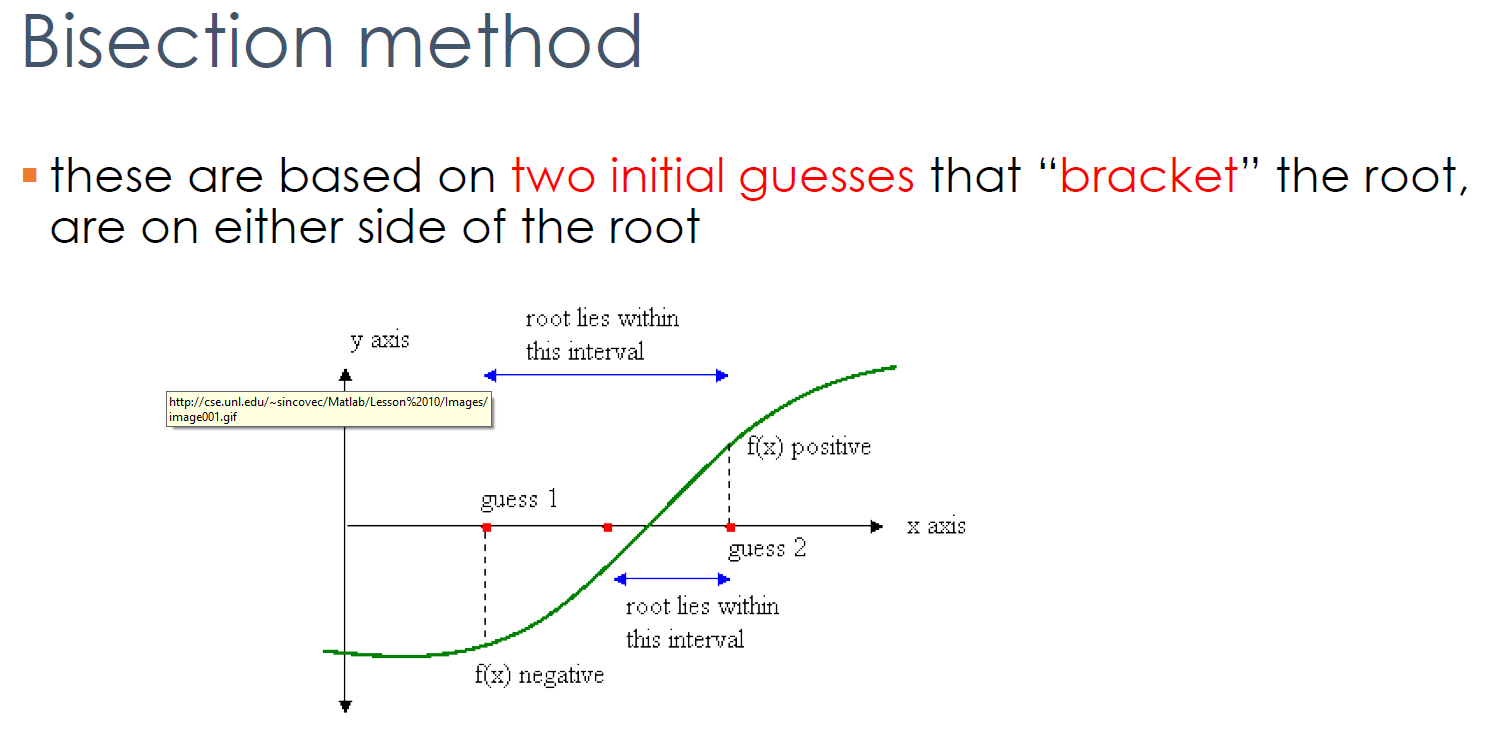 Bisection method
▪ these are based on two initial guesses that “bracket” the root,
are on either side of the root
root lies within
this interval
y axis
http://cse.unl.edu/~sincovec/Matlab/Lesson%2010/Images/
image001.gif
f(x) positive
guess 1
x axis
guess 2
root lies within
this interval
f(x) negative